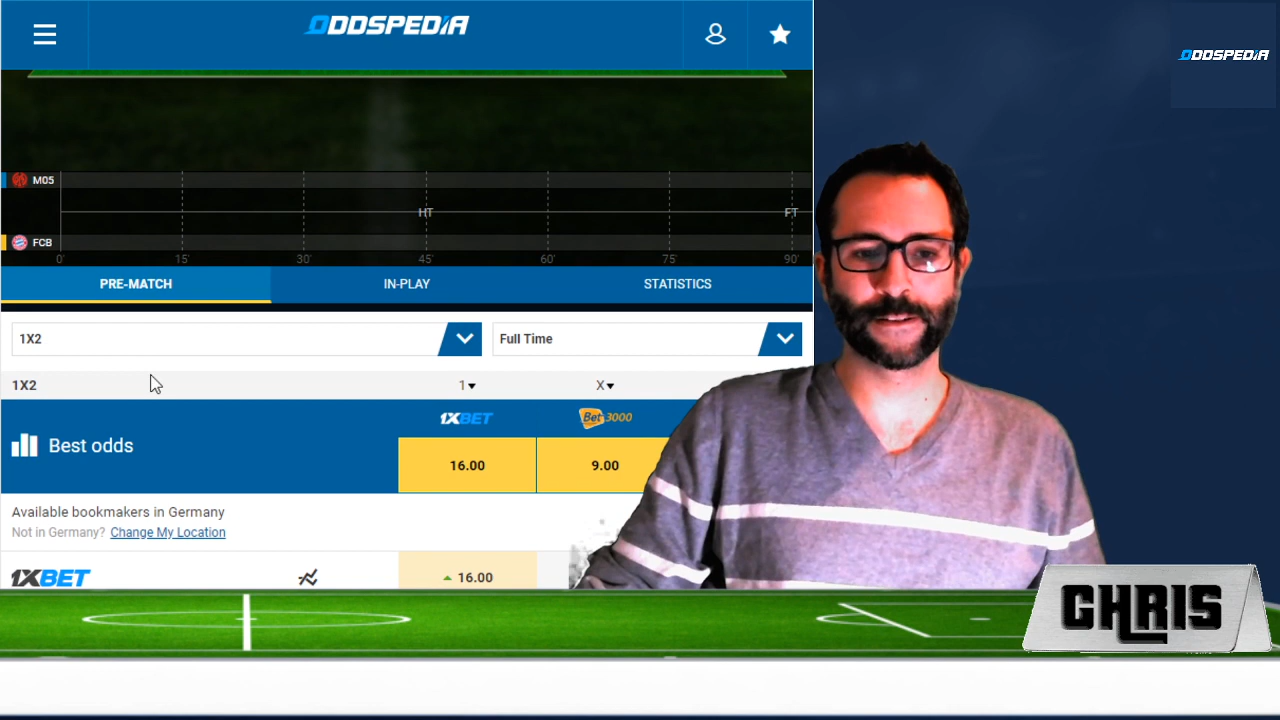 ODDSPEDIA
ODDSPEDIA
M05
HT
FT
FCB
0' 15' 30' 45' 60' 75' 90'
PRE-MATCH IN-PLAY STATISTICS
1X2 Full Time
1X2 1 X
1XBET Bet3000
Best odds
16.00 9.00
Available bookmakers in Germany
Not in Germany? Change My Location
1XBET 16.00
CHRIS